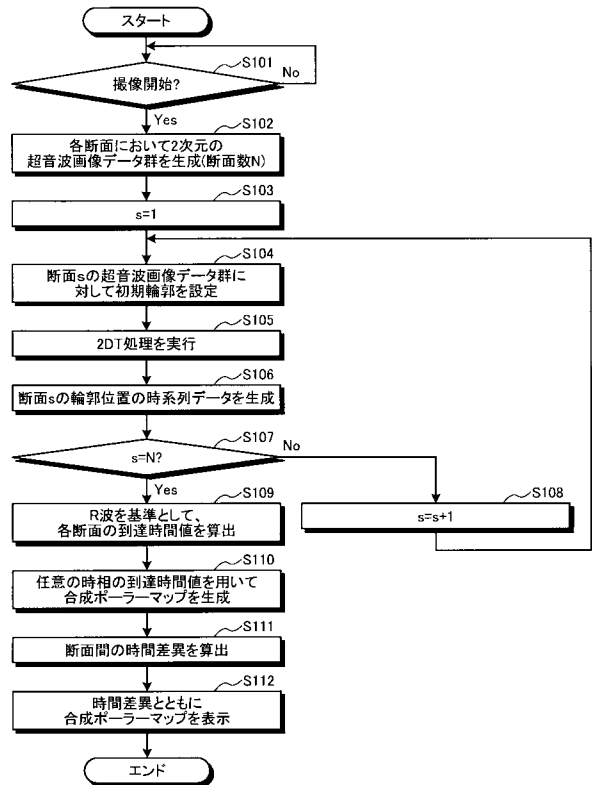 スタート
S101
撮像開始?
No
Yes
S102
各断面において2次元の
超音波画像データ群を生成(断面数N)
S103
s=1
S104
断面sの超音波画像データ群に
対して初期輪郭を設定
S105
2DT処理を実行
S106
断面sの輪郭位置の時系列データを生成
S107
s=N?
No
Yes
S108
s=s+1
S109
R波を基準として、
各断面の到達時間値を算出
S110
任意の時相の到達時間値を用いて
合成ポーラーマップを生成
S111
断面間の時間差異を算出
S112
時間差異とともに
合成ポーラーマップを表示
エンド